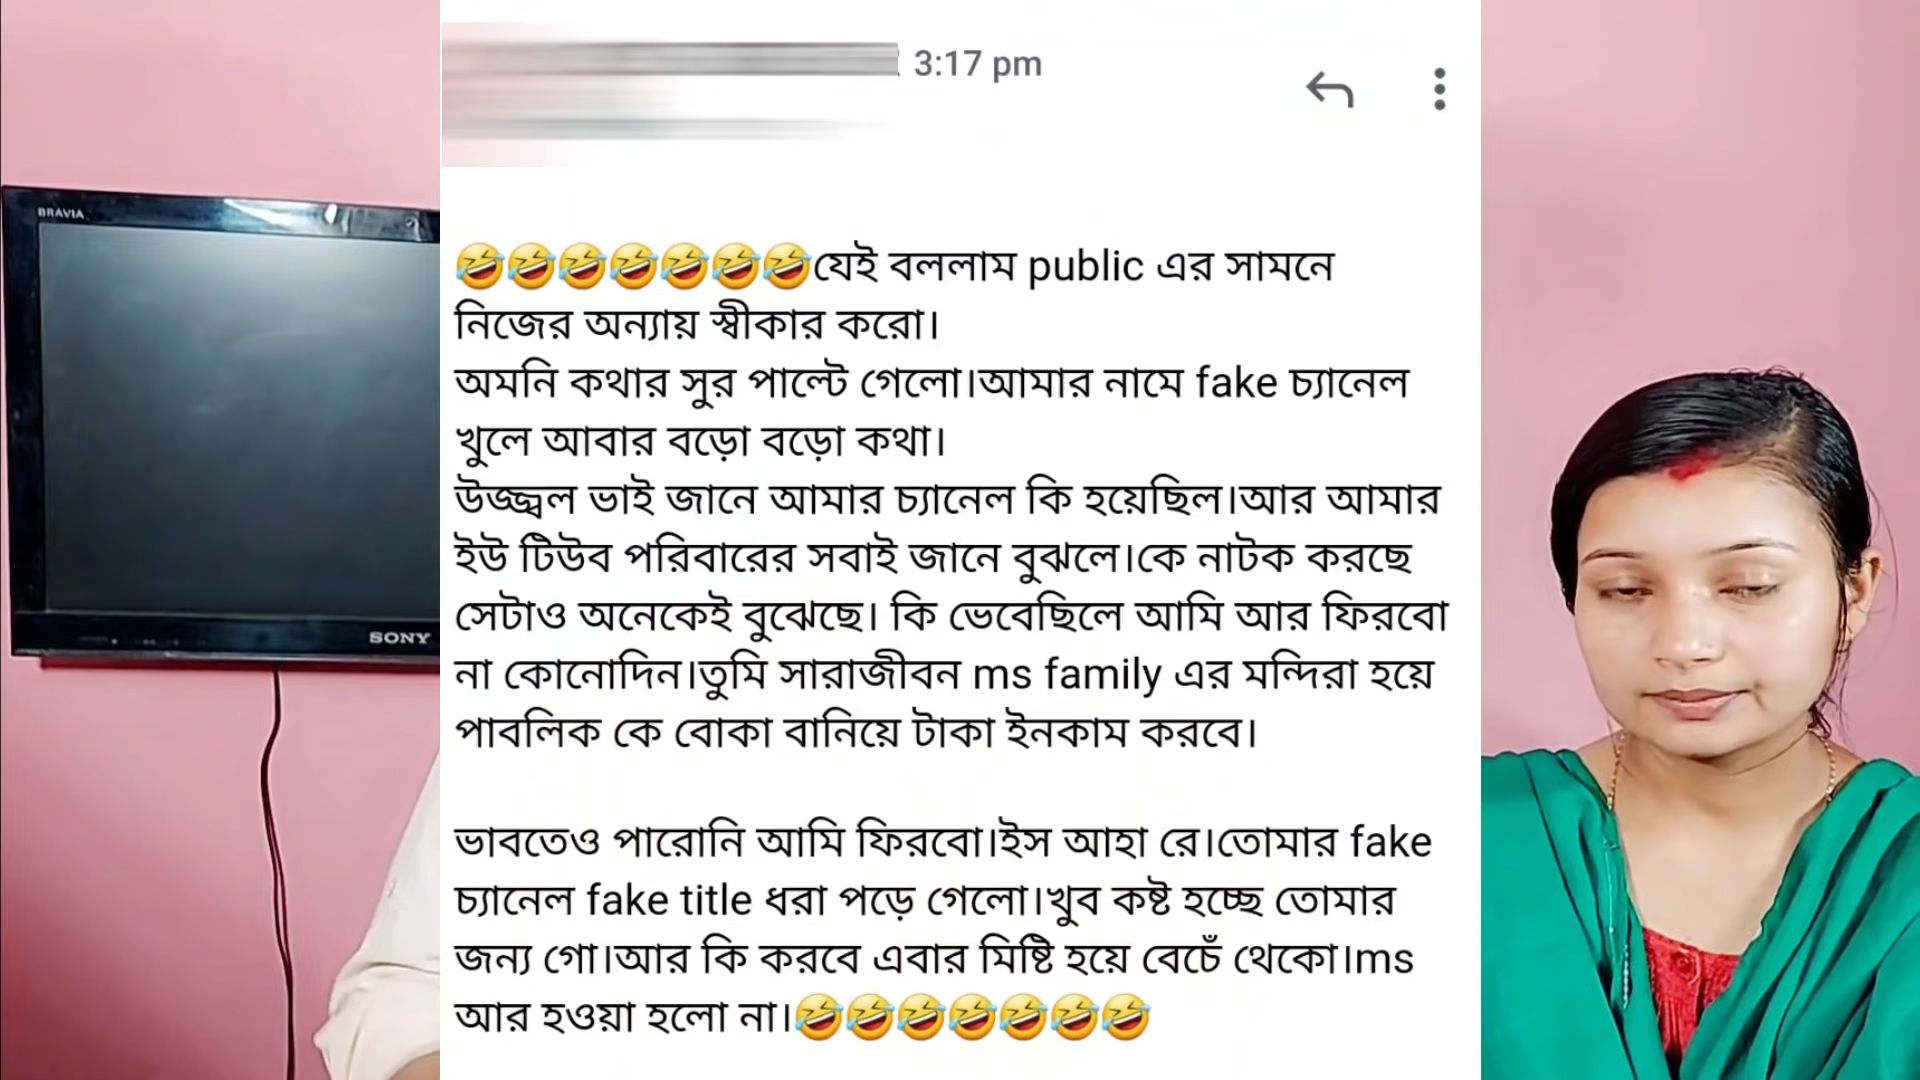 BRAVIA
SONY
3:17 pm
🤣🤣🤣🤣🤣🤣🤣যেই বললাম public এর সামনে
নিজের অন্যায় স্বীকার করো।
অমনি কথার সুর পাল্টে গেলো।আমার নামে fake চ্যানেল
খুলে আবার বড়ো বড়ো কথা।
উজ্জ্বল ভাই জানে আমার চ্যানেল কি হয়েছিল।আর আমার
ইউ টিউব পরিবারের সবাই জানে বুঝলে।কে নাটক করছে
সেটাও অনেকেই বুঝেছে। কি ভেবেছিলে আমি আর ফিরবো
না কোনোদিন।তুমি সারাজীবন ms family এর মন্দিরা হয়ে
পাবলিক কে বোকা বানিয়ে টাকা ইনকাম করবে।
ভাবতেও পারোনি আমি ফিরবো।ইস আহা রে।তোমার fake
চ্যানেল fake title ধরা পড়ে গেলো।খুব কষ্ট হচ্ছে তোমার
জন্য গো।আর কি করবে এবার মিষ্টি হয়ে বেচেঁ থেকো।ms
আর হওয়া হলো না।🤣🤣🤣🤣🤣🤣🤣